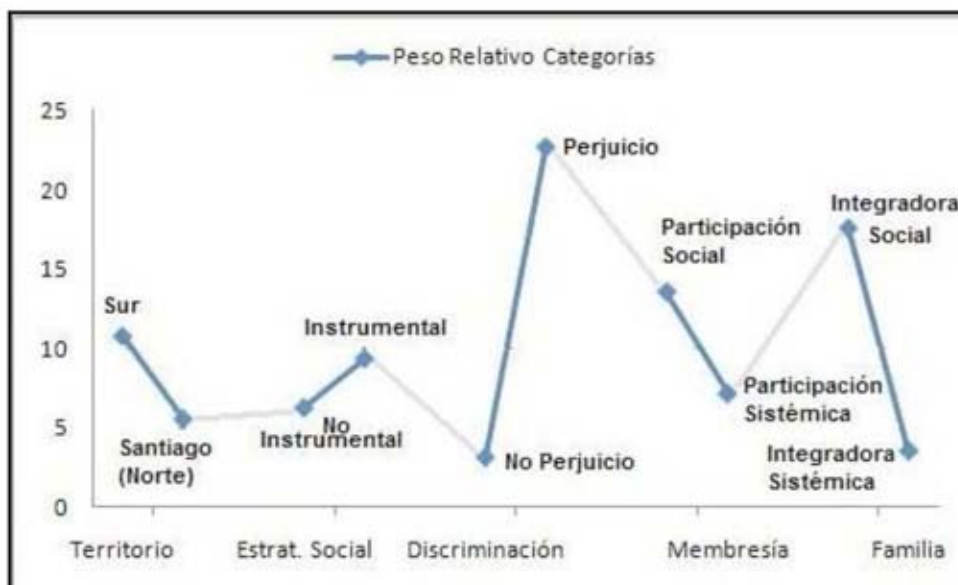 Peso Relativo Categorías
25
20
15
10
5
0
Sur
Santiago
(Norte)
Instrumental
No
Instrumental
Perjuicio
No Perjuicio
Participación
Social
Participación
Sistémica
Integradora
Social
Integradora
Sistémica
Territorio
Estrat. Social
Discriminación
Membresía
Familia